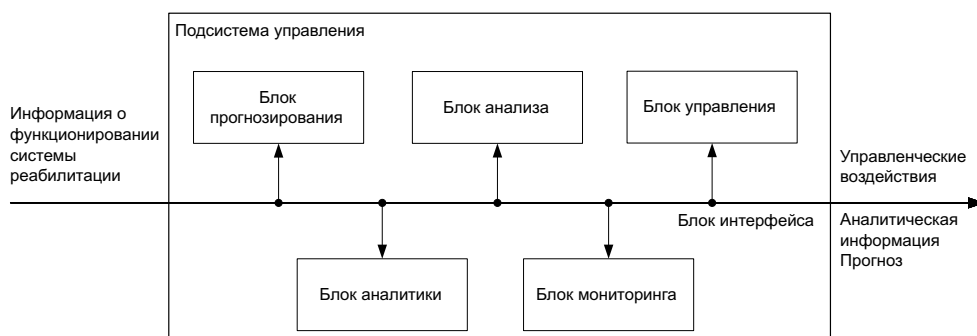 Подсистема управления
Блок
прогнозирования
Блок анализа
Блок управления
Информация о
функционировании
системы
реабилитации
Управленческие
воздействия
Блок интерфейса
Аналитическая
информация
Прогноз
Блок аналитики
Блок мониторинга